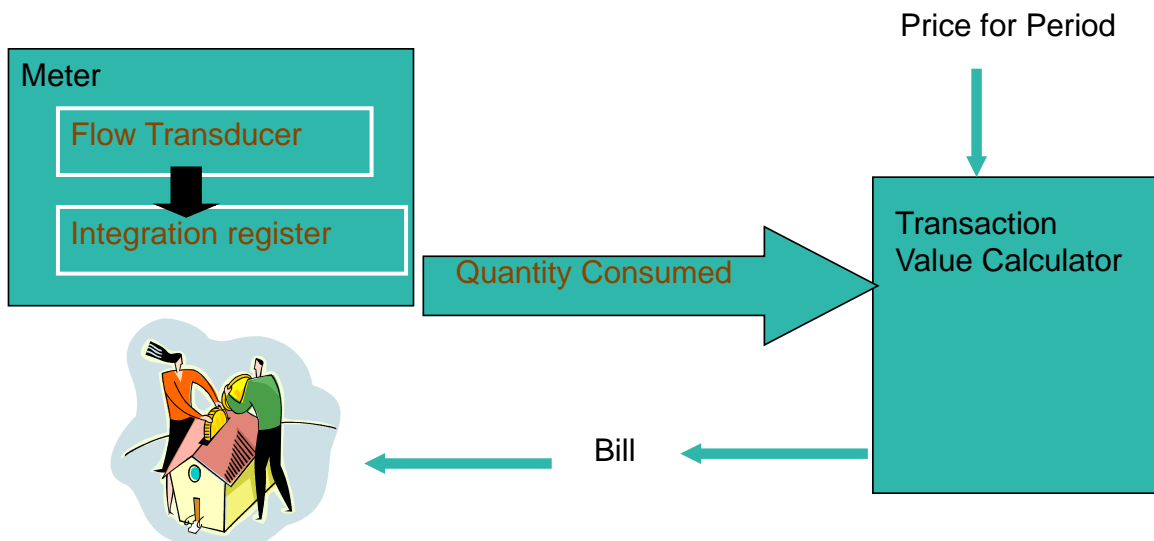 Price for Period
Meter
Flow Transducer
Integration register
Quantity Consumed
Transaction
Value Calculator
Bill